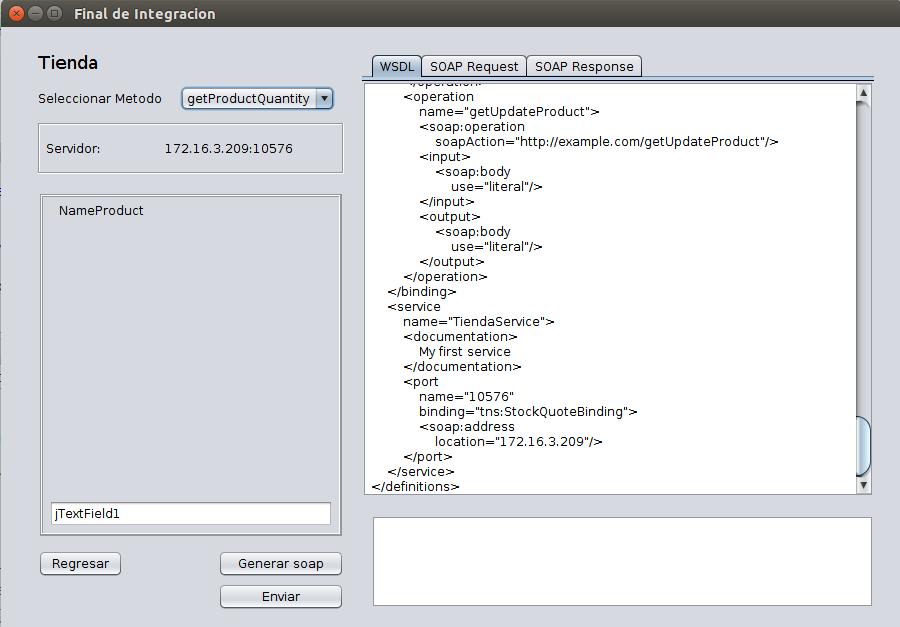 Final de Integracion
Tienda
Seleccionar Metodo getProductQuantity
Servidor: 172.16.3.209:10576
NameProduct
jTextField1
Regresar
Generar soap
Enviar
WSDL SOAP Request SOAP Response
</operation>
<operation
name="getUpdateProduct">
<soap:operation
soapAction="http://example.com/getUpdateProduct"/>
<input>
<soap:body
use="literal"/>
</input>
<output>
<soap:body
use="literal"/>
</output>
</operation>
</binding>
<service
name="TiendaService">
<documentation>
My first service
</documentation>
<port
name="10576"
binding="tns:StockQuoteBinding">
<soap:address
location="172.16.3.209"/>
</port>
</service>
</definitions>